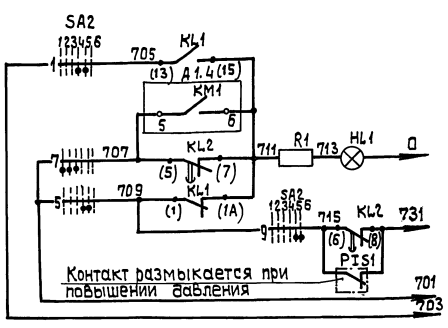 SA2
123456
1
705
KL1
(13)
Д1.4
(15)
KM1
5
6
7
707
KL2
(5)
(7)
711
R1
713
HL1
а
5
709
KL1
(1)
(1A)
SA2
123456
9
715
KL2
731
(6)
(8)
PIS1
Контакт размыкается при
повышении давления
701
703